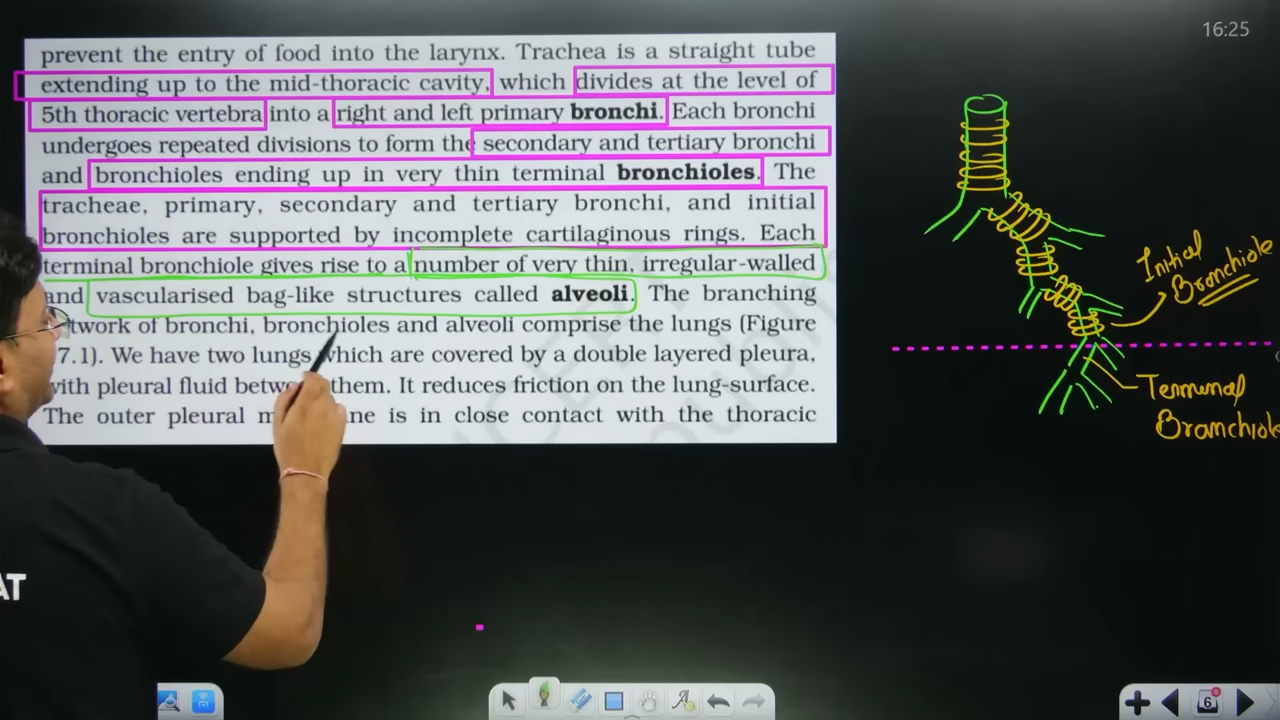 16:25
prevent the entry of food into the larynx. Trachea is a straight tube
extending up to the mid-thoracic cavity, which divides at the level of
5th thoracic vertebra into a right and left primary bronchi. Each bronchi
undergoes repeated divisions to form the secondary and tertiary bronchi
and bronchioles ending up in very thin terminal bronchioles. The
tracheae, primary, secondary and tertiary bronchi, and initial
bronchioles are supported by incomplete cartilaginous rings. Each
terminal bronchiole gives rise to a number of very thin, irregular-walled
and vascularised bag-like structures called alveoli. The branching
twork of bronchi, bronchioles and alveoli comprise the lungs (Figure
7.1). We have two lungs which are covered by a double layered pleura,
with pleural fluid between them. It reduces friction on the lung-surface.
The outer pleural m ne is in close contact with the thoracic
Initial
Bronchiole
Terminal
Bronchiole
AT
6